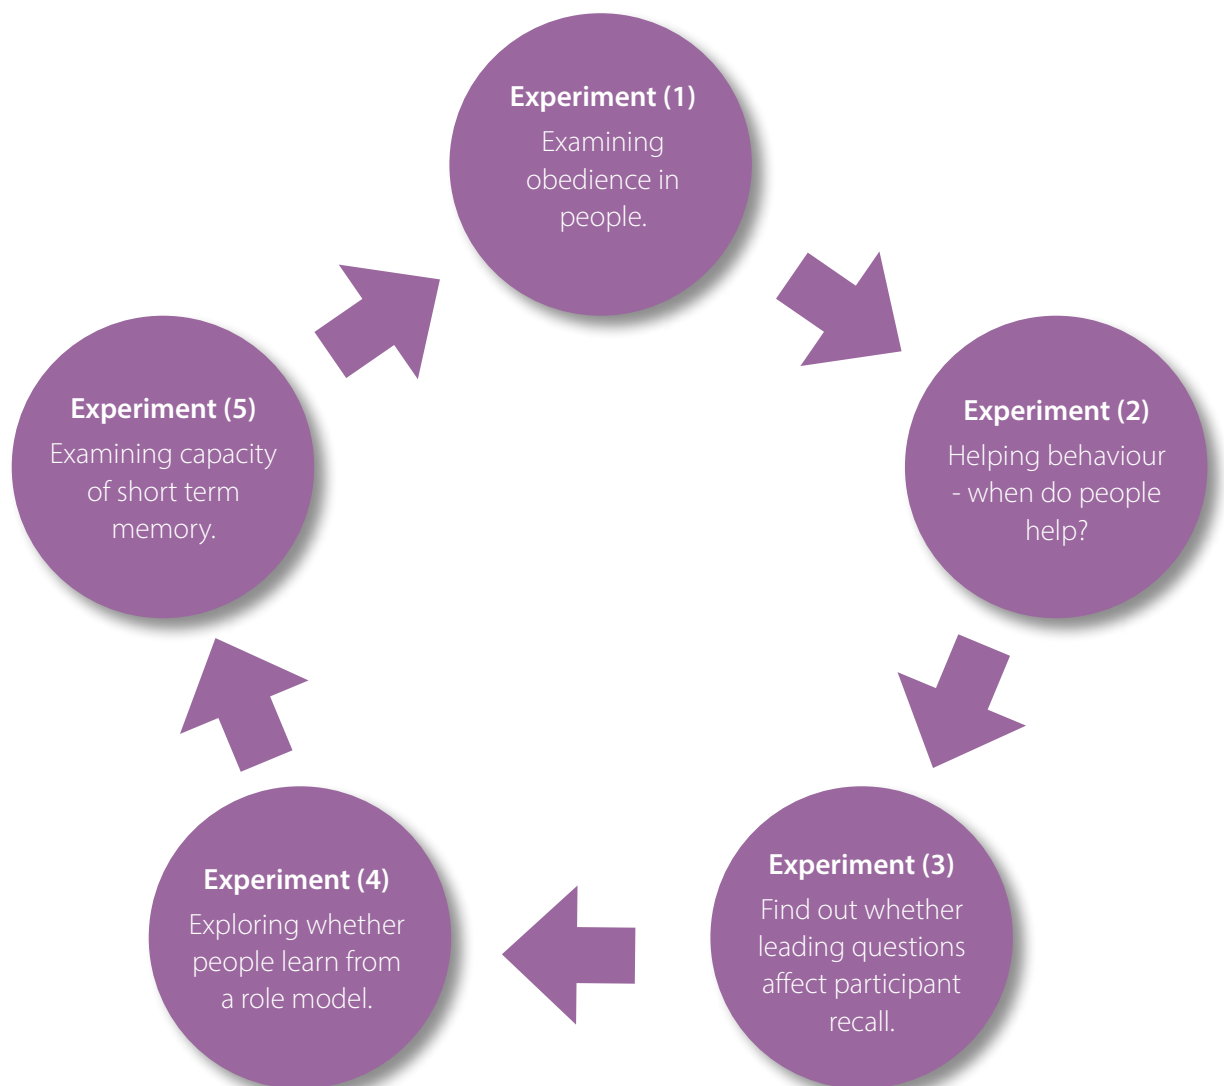 Experiment (1)
Examining
obedience in
people.
Experiment (2)
Helping behaviour
- when do people
help?
Experiment (3)
Find out whether
leading questions
affect participant
recall.
Experiment (4)
Exploring whether
people learn from
a role model.
Experiment (5)
Examining capacity
of short term
memory.